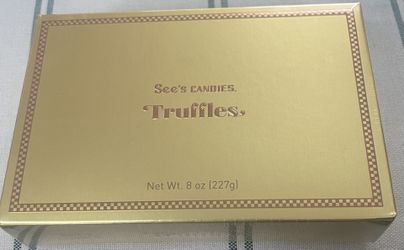 See's CANDIES.
Truffles.
Net Wt. 8 oz (227g)